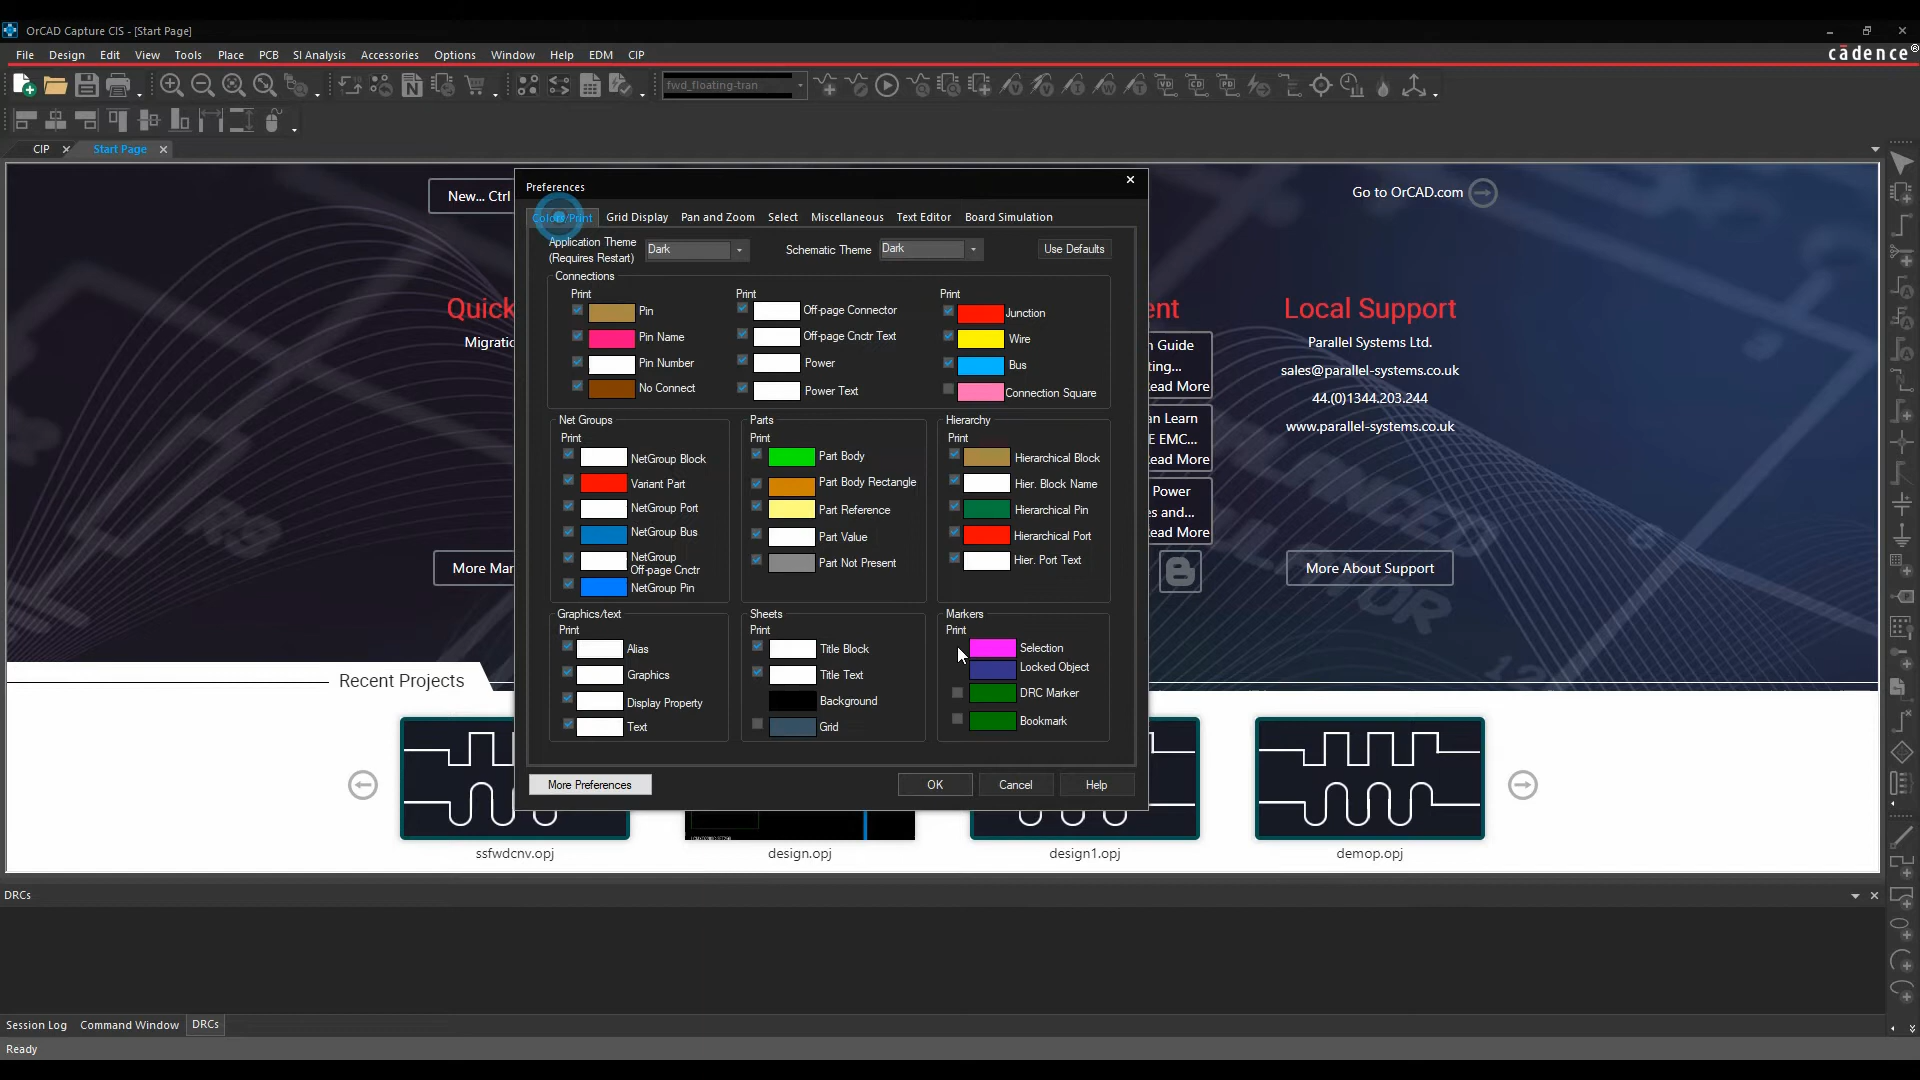 OrCAD Capture CIS - [Start Page]
File Design Edit View Tools Place PCB SI Analysis Accessories Options Window Help EDM CIP
cādence®
fwd_floating-tran
CIP Start Page
New... Ctrl
Go to OrCAD.com
Quick
Migratio
More Mar
ent
n Guide
ting...
ead More
an Learn
E EMC...
ead More
Power
es and...
ead More
Local Support
Parallel Systems Ltd.
sales@parallel-systems.co.uk
44.(0)1344.203.244
www.parallel-systems.co.uk
More About Support
Preferences
Colors/Print Grid Display Pan and Zoom Select Miscellaneous Text Editor Board Simulation
Application Theme
(Requires Restart)
Dark
Schematic Theme Dark
Use Defaults
Connections
Print Print Print
Pin Off-page Connector Junction
Pin Name Off-page Cnctr Text Wire
Pin Number Power Bus
No Connect Power Text Connection Square
Net Groups
Print
NetGroup Block
Variant Part
NetGroup Port
NetGroup Bus
NetGroup
Off-page Cnctr
NetGroup Pin
Parts
Print
Part Body
Part Body Rectangle
Part Reference
Part Value
Part Not Present
Hierarchy
Print
Hierarchical Block
Hier. Block Name
Hierarchical Pin
Hierarchical Port
Hier. Port Text
Graphics/text
Print
Alias
Graphics
Display Property
Text
Sheets
Print
Title Block
Title Text
Background
Grid
Markers
Print
Selection
Locked Object
DRC Marker
Bookmark
More Preferences OK Cancel Help
Recent Projects
ssfwdcnv.opj design.opj design1.opj demop.opj
DRCs
Session Log Command Window DRCs
Ready